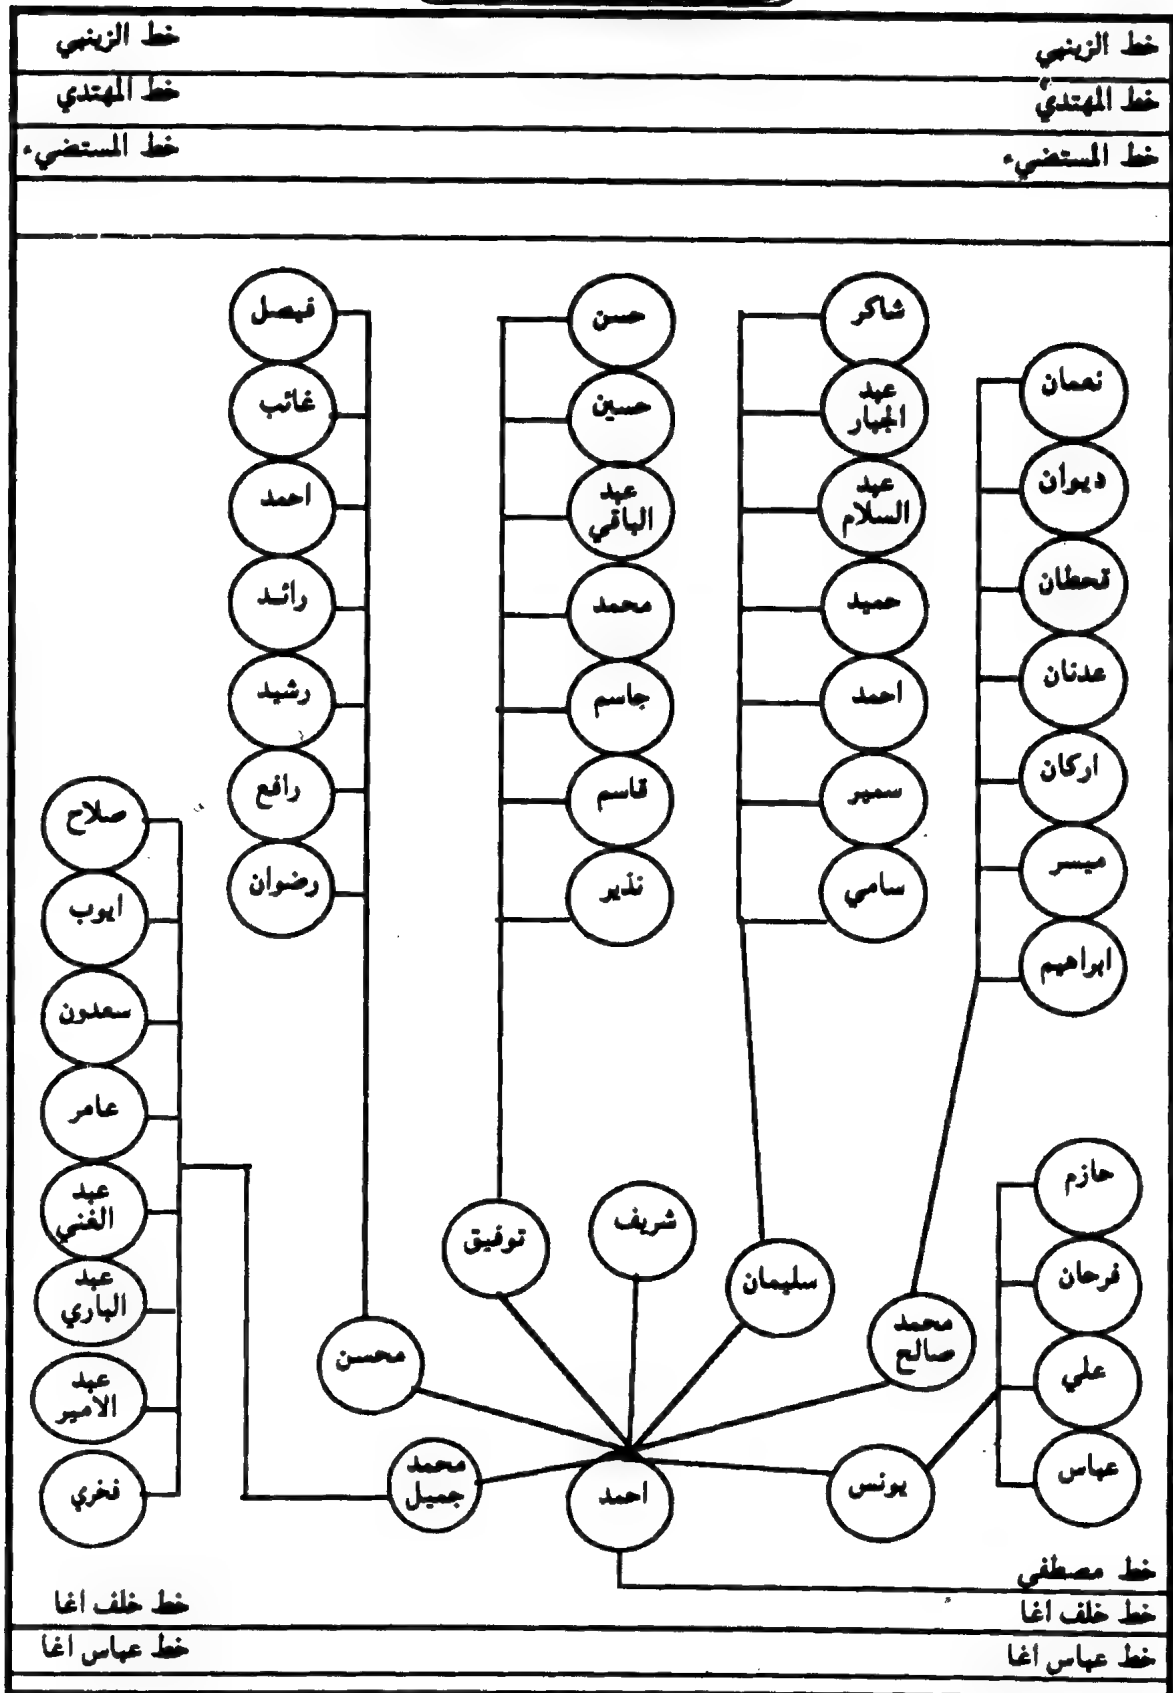 خط الزينبي
خط الزينبي
خط المهتدي
خط المهتدي
خط المستضيء
خط المستضيء
نعمان
ديوان
قحطان
عدنان
اركان
ميسر
ابراهيم
شاكر
عبد
الجبار
عبد
السلام
حميد
احمد
سمير
سامي
حسن
حسين
عبد
الباقي
محمد
جاسم
قاسم
نذير
فيصل
غائب
احمد
رائد
رشيد
رافع
رضوان
صلاح
ايوب
سعدون
عامر
عبد
الغني
عبد
الباري
عبد
الامير
فخري
حازم
فرحان
علي
عباس
محمد
صالح
سليمان
شريف
توفيق
محسن
يونس
احمد
محمد
جميل
خط مصطفي
خط خلف اغا
خط خلف اغا
خط عباس اغا
خط عباس اغا